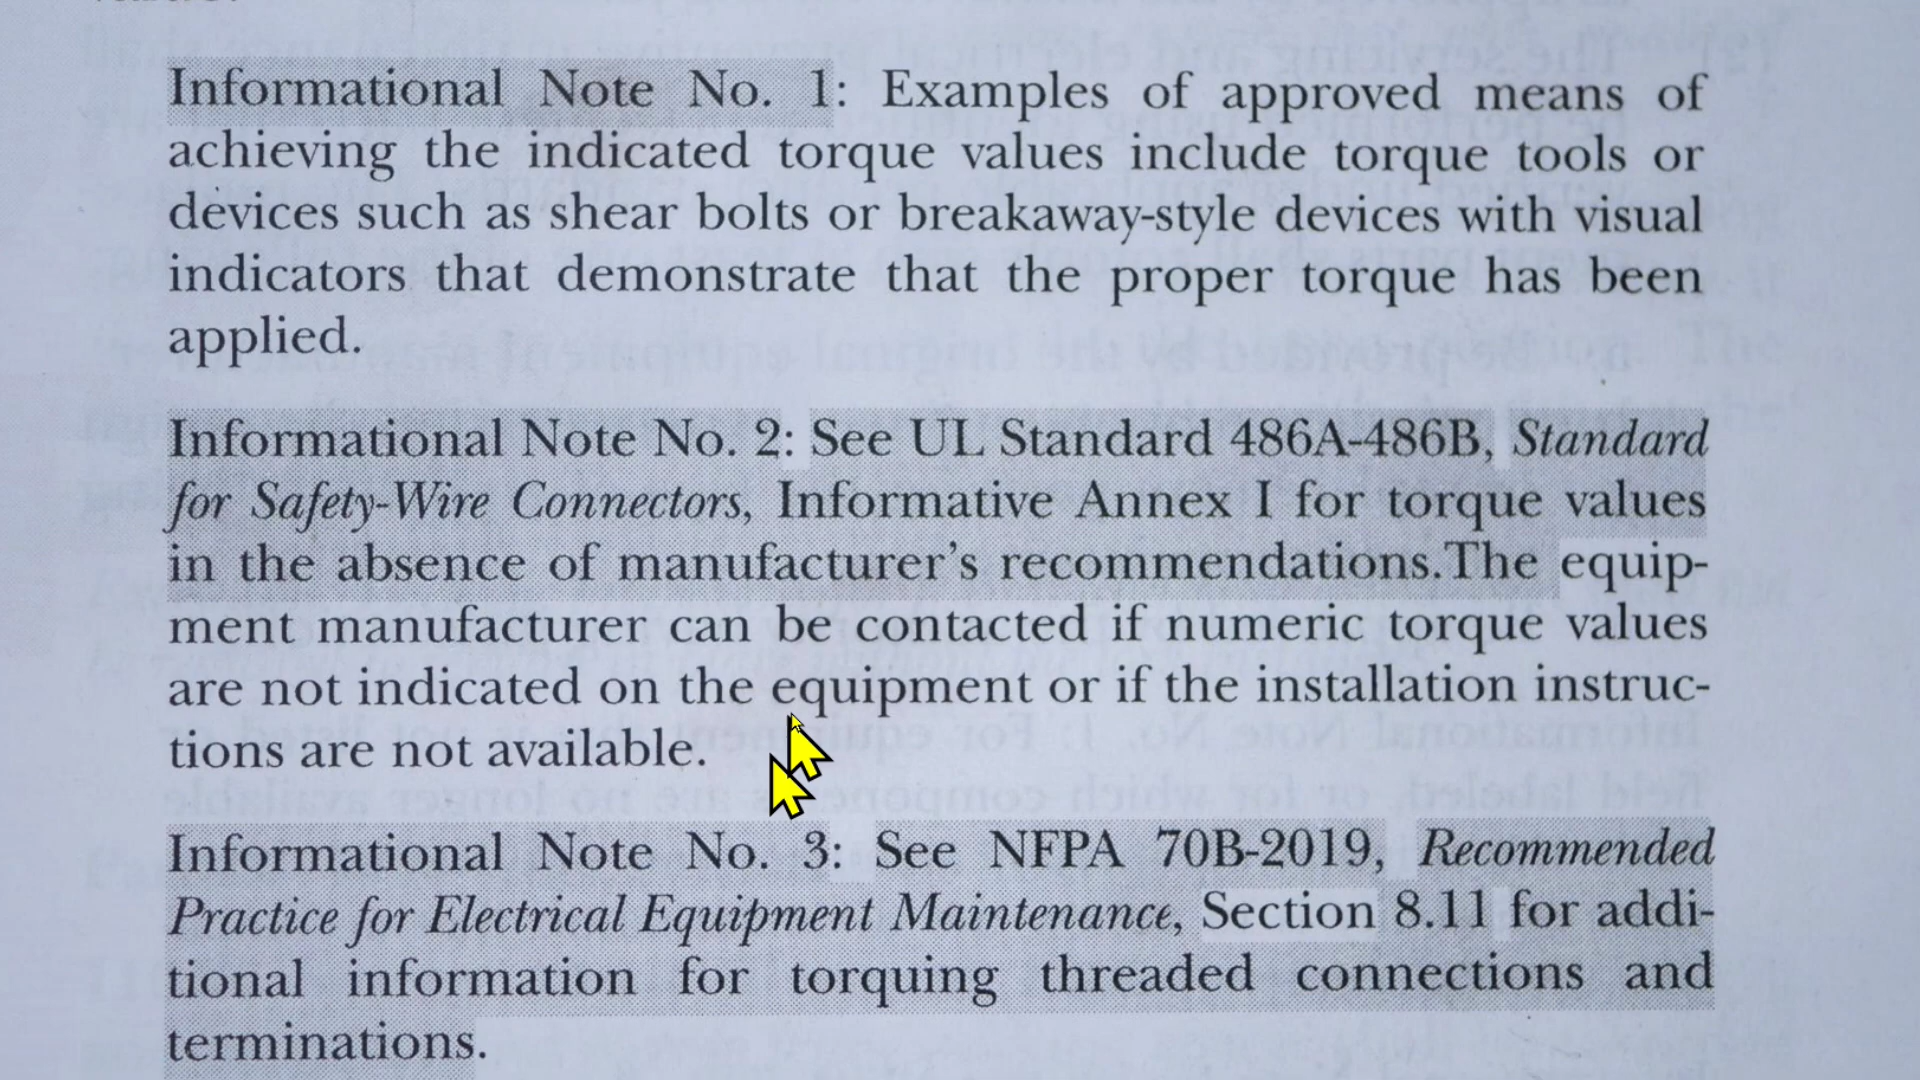 Informational Note No. 1: Examples of approved means of
achieving the indicated torque values include torque tools or
devices such as shear bolts or breakaway-style devices with visual
indicators that demonstrate that the proper torque has been
applied.
Informational Note No. 2: See UL Standard 486A-486B, Standard
for Safety-Wire Connectors, Informative Annex I for torque values
in the absence of manufacturer's recommendations.The equip-
ment manufacturer can be contacted if numeric torque values
are not indicated on the equipment or if the installation instruc-
tions are not available.
Informational Note No. 3: See NFPA 70B-2019, Recommended
Practice for Electrical Equipment Maintenance, Section 8.11 for addi-
tional information for torquing threaded connections and
terminations.